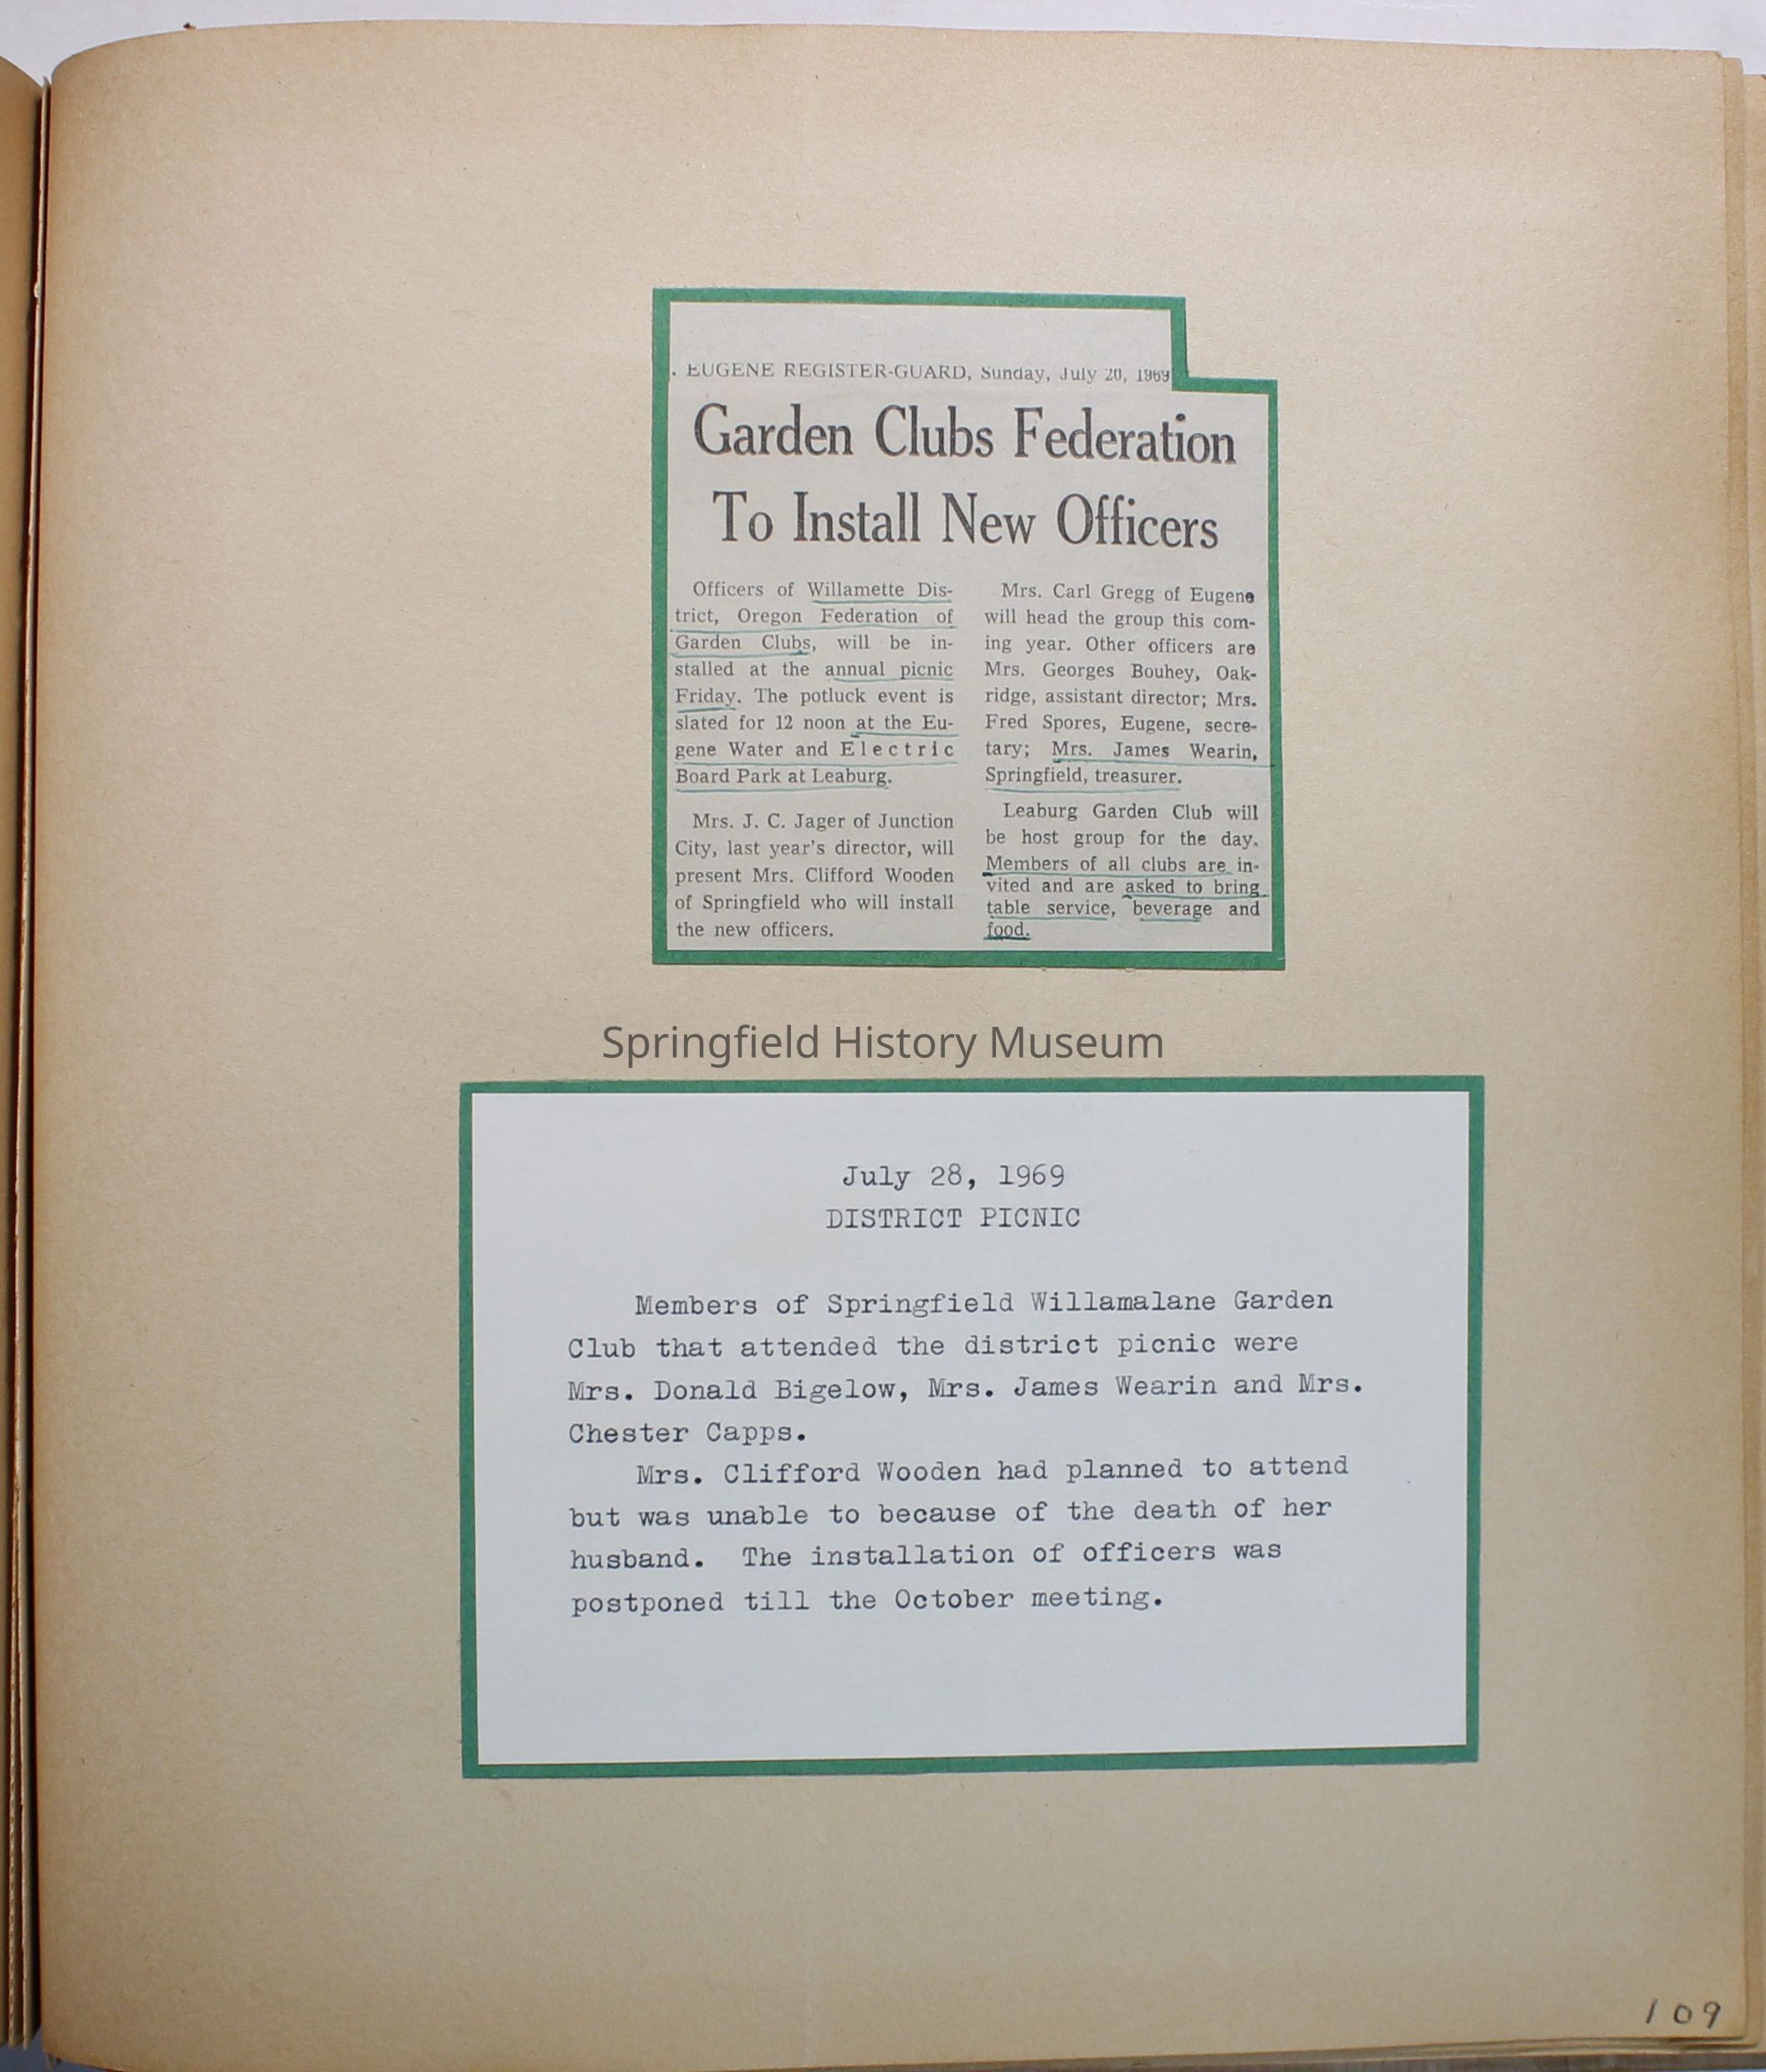 . EUGENE REGISTER-GUARD, Sunday, July 20, 1969
Garden Clubs Federation
To Install New Officers
Officers of Willamette Dis-
trict, Oregon Federation of
Garden Clubs, will be in-
stalled at the annual picnic
Friday. The potluck event is
slated for 12 noon at the Eu-
gene Water and Electric
Board Park at Leaburg.
Mrs. J. C. Jager of Junction
City, last year's director, will
present Mrs. Clifford Wooden
of Springfield who will install
the new officers.
Mrs. Carl Gregg of Eugene
will head the group this com-
ing year. Other officers are
Mrs. Georges Bouhey, Oak-
ridge, assistant director; Mrs.
Fred Spores, Eugene, secre-
tary; Mrs. James Wearin,
Springfield, treasurer.
Leaburg Garden Club will
be host group for the day.
Members of all clubs are in-
vited and are asked to bring
table service, beverage and
food.
Springfield History Museum
July 28, 1969
DISTRICT PICNIC
Members of Springfield Willamalane Garden
Club that attended the district picnic were
Mrs. Donald Bigelow, Mrs. James Wearin and Mrs.
Chester Capps.
Mrs. Clifford Wooden had planned to attend
but was unable to because of the death of her
husband. The installation of officers was
postponed till the October meeting.
109